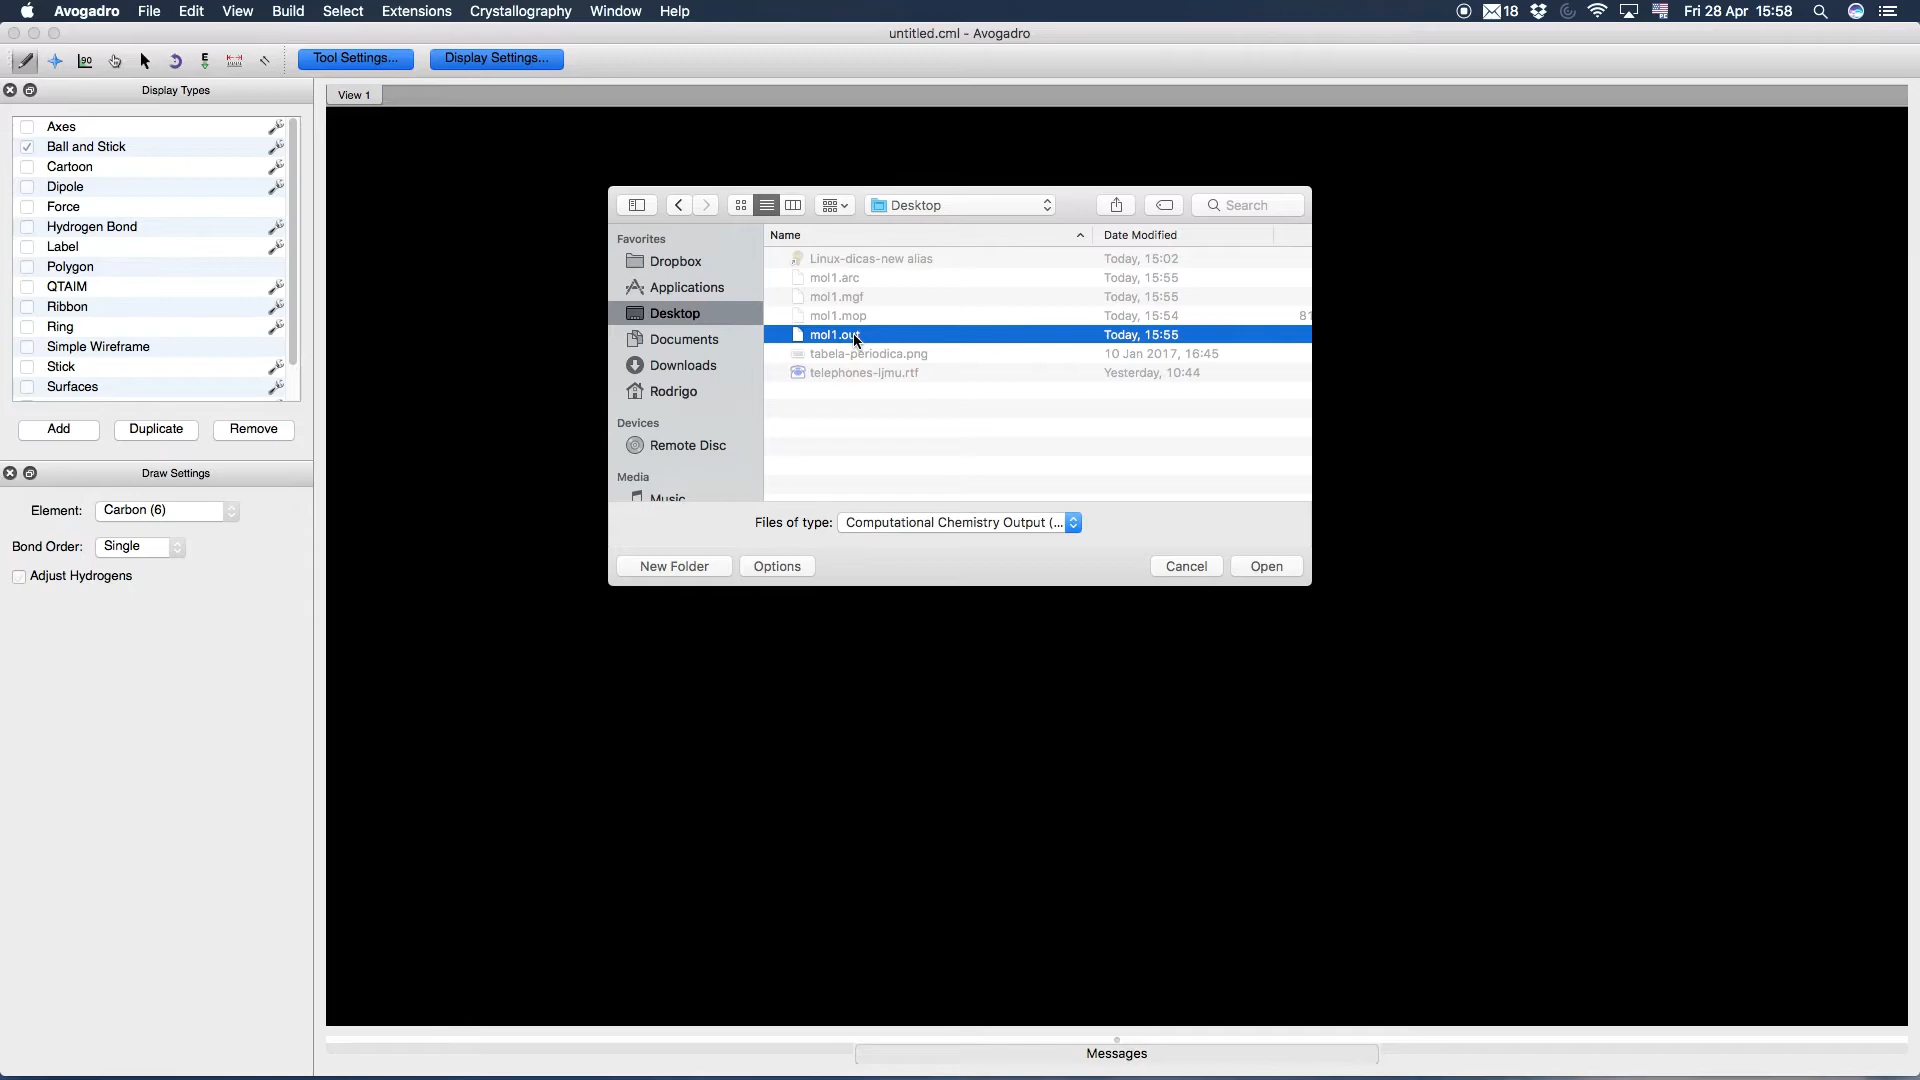 Avogadro File Edit View Build Select Extensions Crystallography Window Help 18 Fri 28 Apr 15:58
untitled.cml - Avogadro
90 E Tool Settings... Display Settings...
Display Types
View 1
Axes
Ball and Stick
Cartoon
Dipole
Force
Hydrogen Bond
Label
Polygon
QTAIM
Ribbon
Ring
Simple Wireframe
Stick
Surfaces
Add Duplicate Remove
Draw Settings
Element: Carbon (6)
Bond Order: Single
Adjust Hydrogens
Desktop Search
Favorites
Dropbox
Applications
Desktop
Documents
Downloads
Rodrigo
Devices
Remote Disc
Media
Music
Name Date Modified
Linux-dicas-new alias Today, 15:02
mol1.arc Today, 15:55
mol1.mgf Today, 15:55
mol1.mop Today, 15:54 81
mol1.out Today, 15:55
tabela-periodica.png 10 Jan 2017, 16:45
telephones-ljmu.rtf Yesterday, 10:44
Files of type: Computational Chemistry Output (...
New Folder Options Cancel Open
Messages